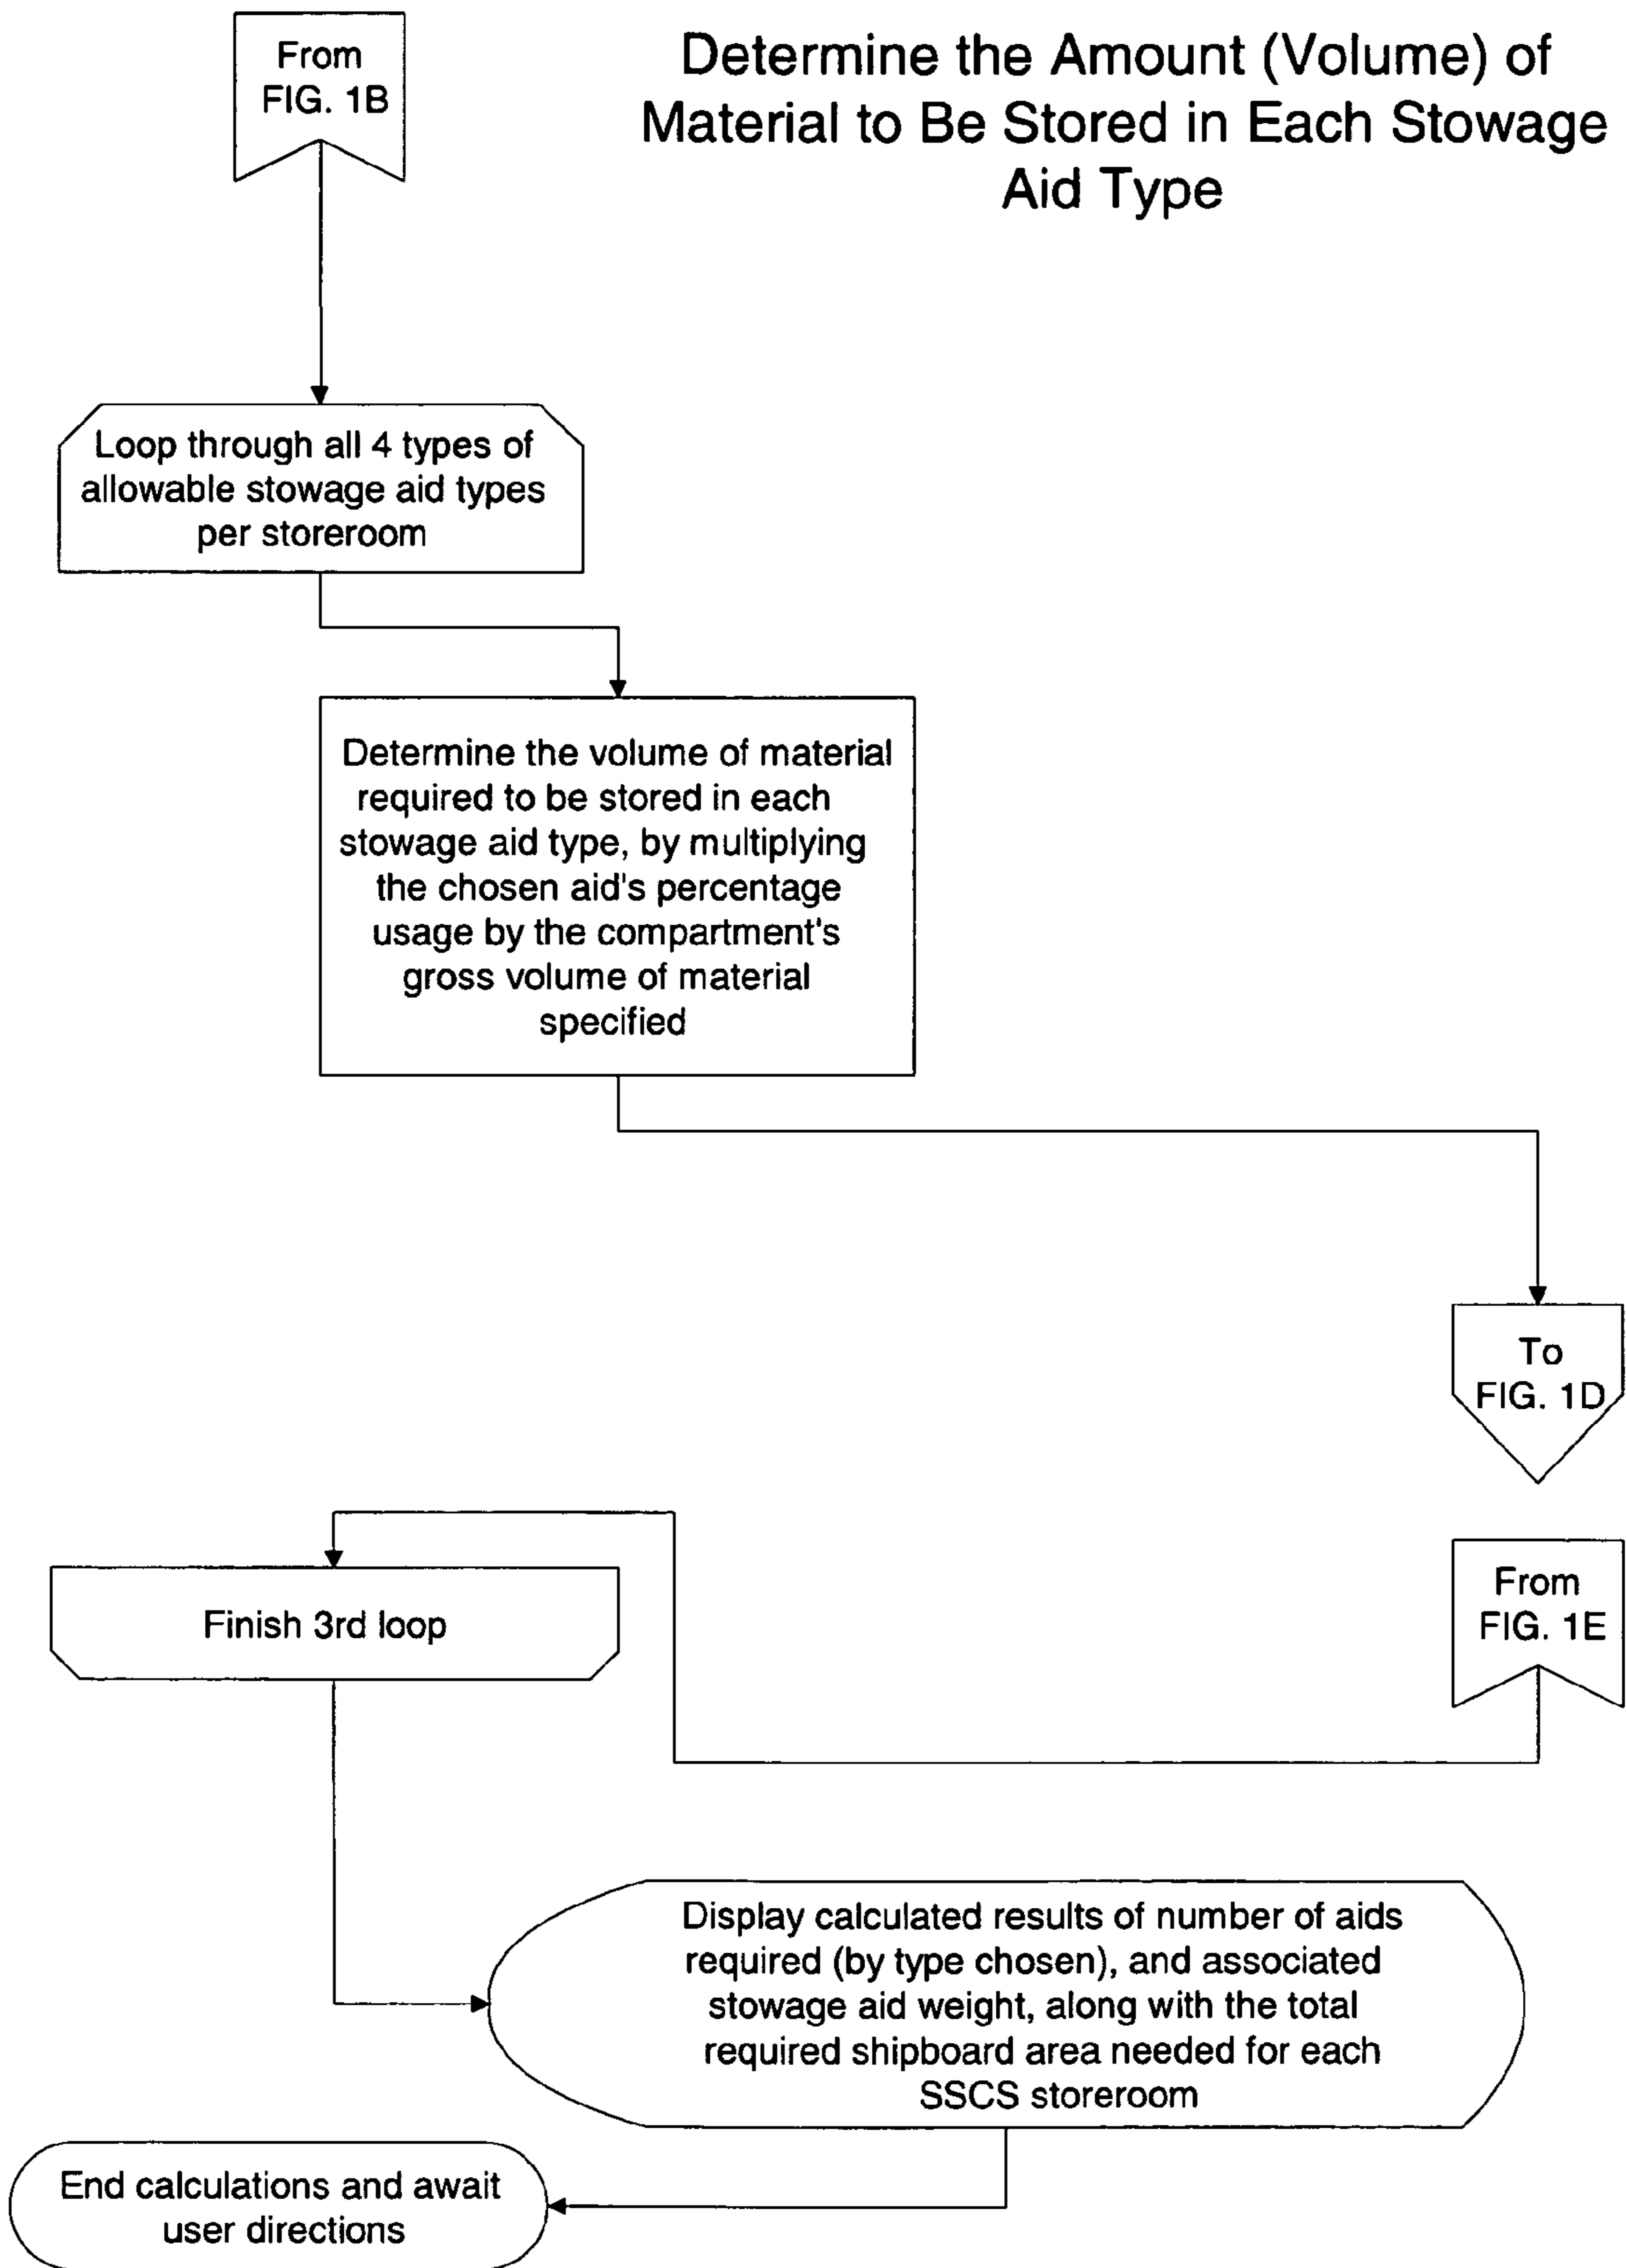 From
FIG. 1B
Determine the Amount (Volume) of
Material to Be Stored in Each Stowage
Aid Type
Loop through all 4 types of
allowable stowage aid types
per storeroom
Determine the volume of material
required to be stored in each
stowage aid type, by multiplying
the chosen aid's percentage
usage by the compartment's
gross volume of material
specified
To
FIG. 1D
From
FIG. 1E
Finish 3rd loop
Display calculated results of number of aids
required (by type chosen), and associated
stowage aid weight, along with the total
required shipboard area needed for each
SSCS storeroom
End calculations and await
user directions